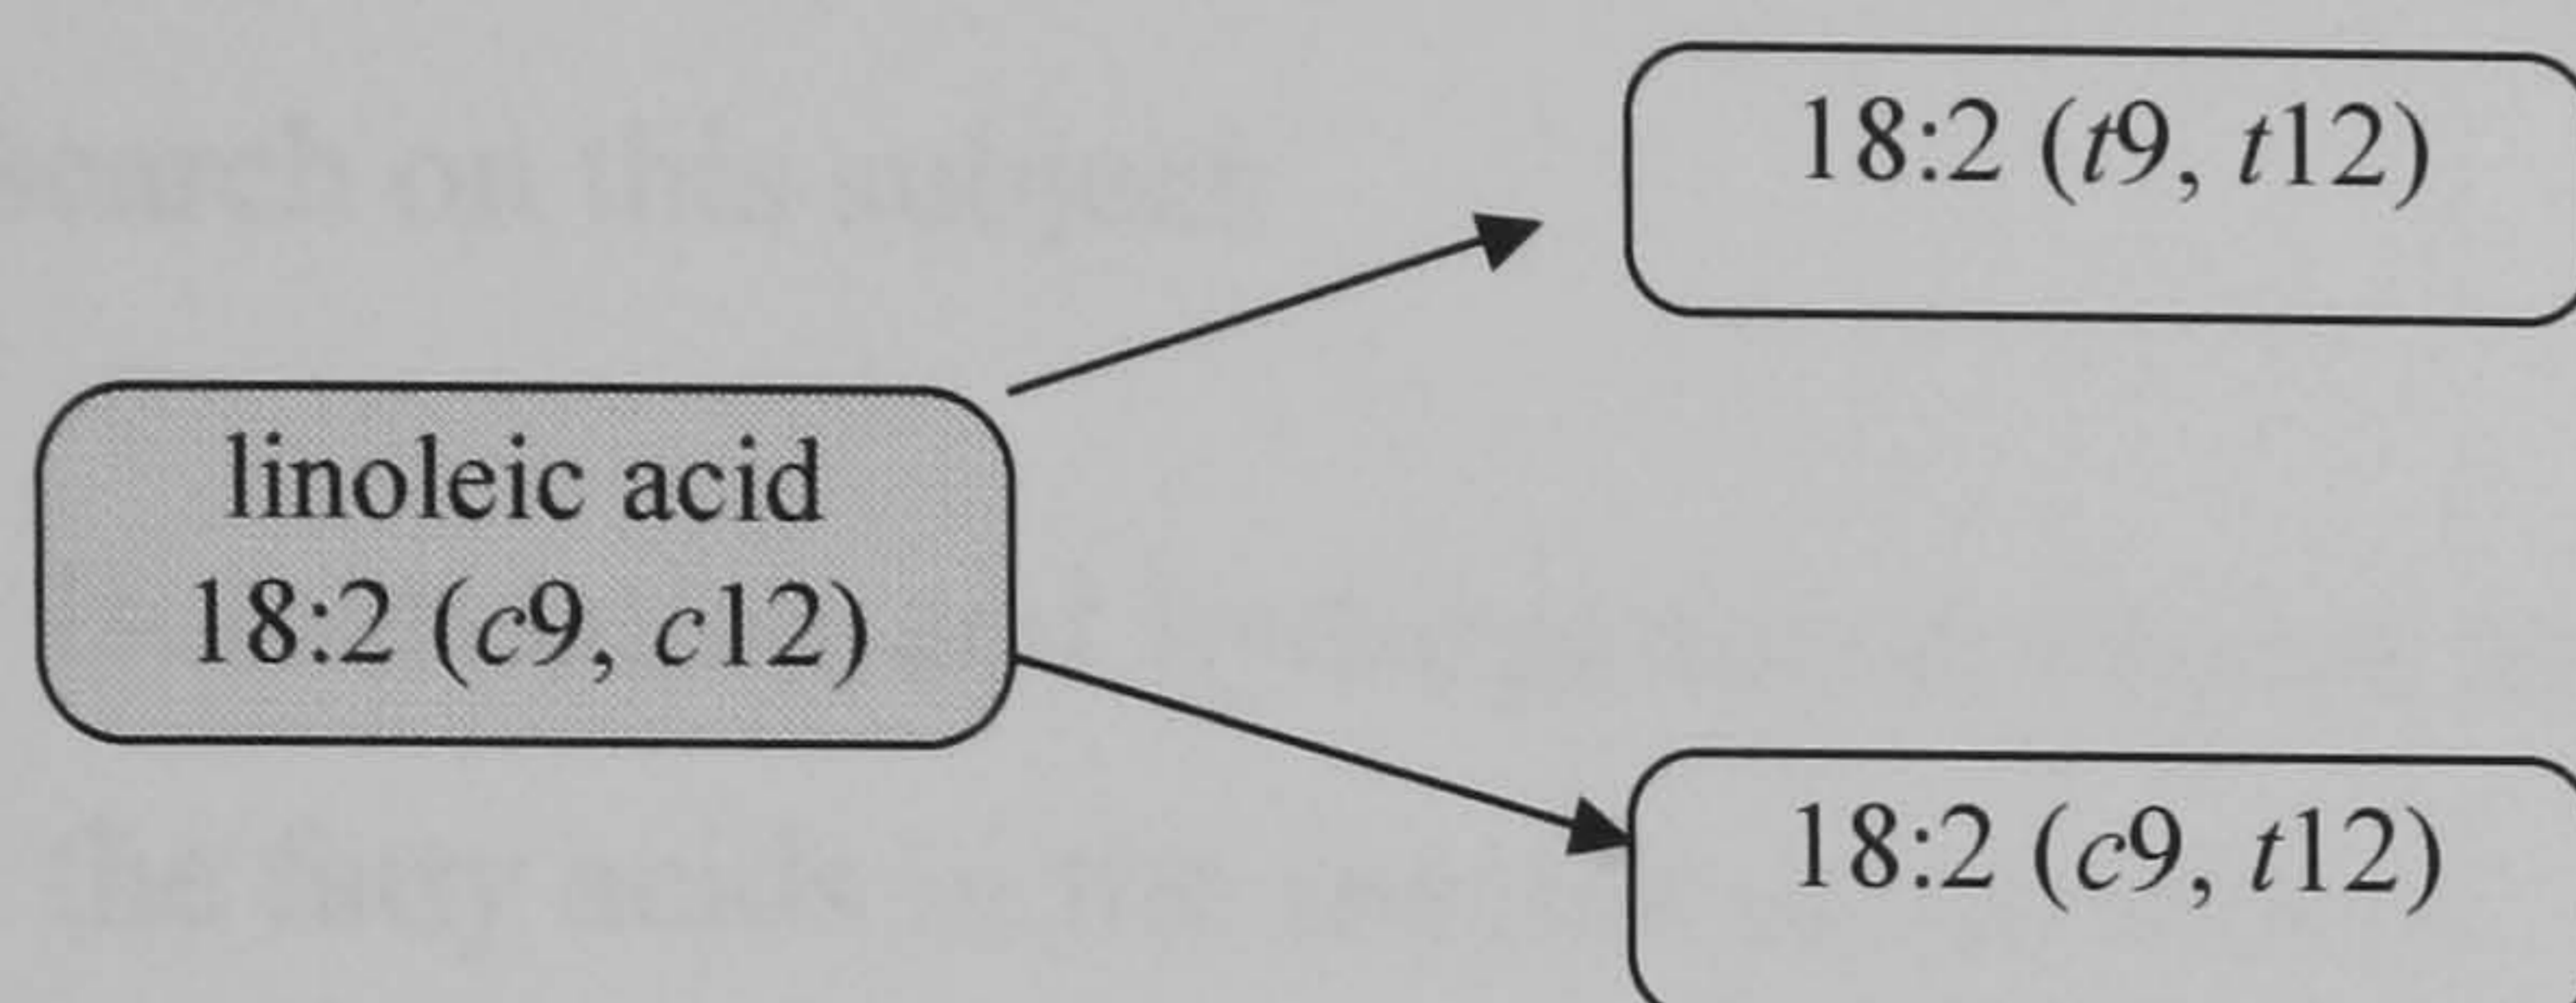 18:2 (t9, t12)
linoleic acid
18:2 (c9, c12)
18:2 (c9, t12)